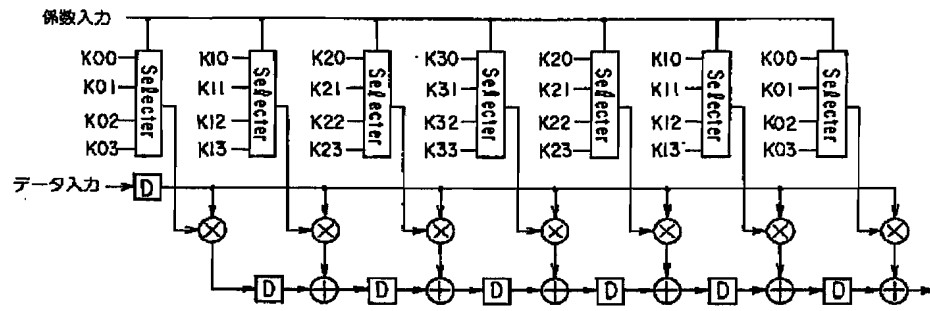 係数入力
K00 K10 K20 K30 K20 K10 K00
K01 K11 K21 K31 K21 K11 K01
K02 K12 K22 K32 K22 K12 K02
K03 K13 K23 K33 K23 K13 K03
Selecter Selecter Selecter Selecter Selecter Selecter Selecter
データ入力 D
D D D D D D